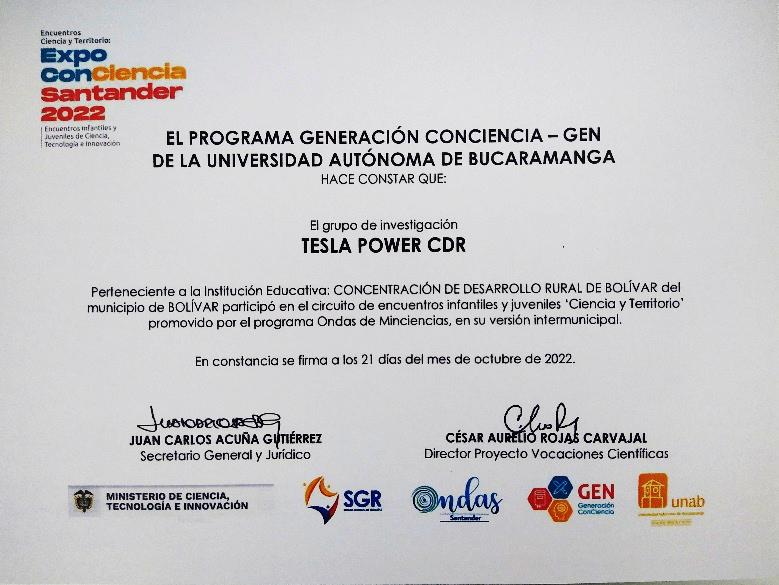 Encuentros
Ciencia y Territorio:
Expo
ConCiencia
Santander
2022
Encuentros Infantiles y
Juveniles de Ciencia,
Tecnología e Innovación
EL PROGRAMA GENERACIÓN CONCIENCIA – GEN
DE LA UNIVERSIDAD AUTÓNOMA DE BUCARAMANGA
HACE CONSTAR QUE:
El grupo de investigación
TESLA POWER CDR
Perteneciente a la Institución Educativa: CONCENTRACIÓN DE DESARROLLO RURAL DE BOLÍVAR del
municipio de BOLÍVAR participó en el circuito de encuentros infantiles y juveniles ‘Ciencia y Territorio’
promovido por el programa Ondas de Minciencias, en su versión intermunicipal.
En constancia se firma a los 21 días del mes de octubre de 2022.
JUAN CARLOS ACUÑA GUTIÉRREZ
Secretario General y Jurídico
CÉSAR AURELIO ROJAS CARVAJAL
Director Proyecto Vocaciones Científicas
MINISTERIO DE CIENCIA,
TECNOLOGÍA E INNOVACIÓN
SGR
Ondas
Santander
GEN
Generación
ConCiencia
unab